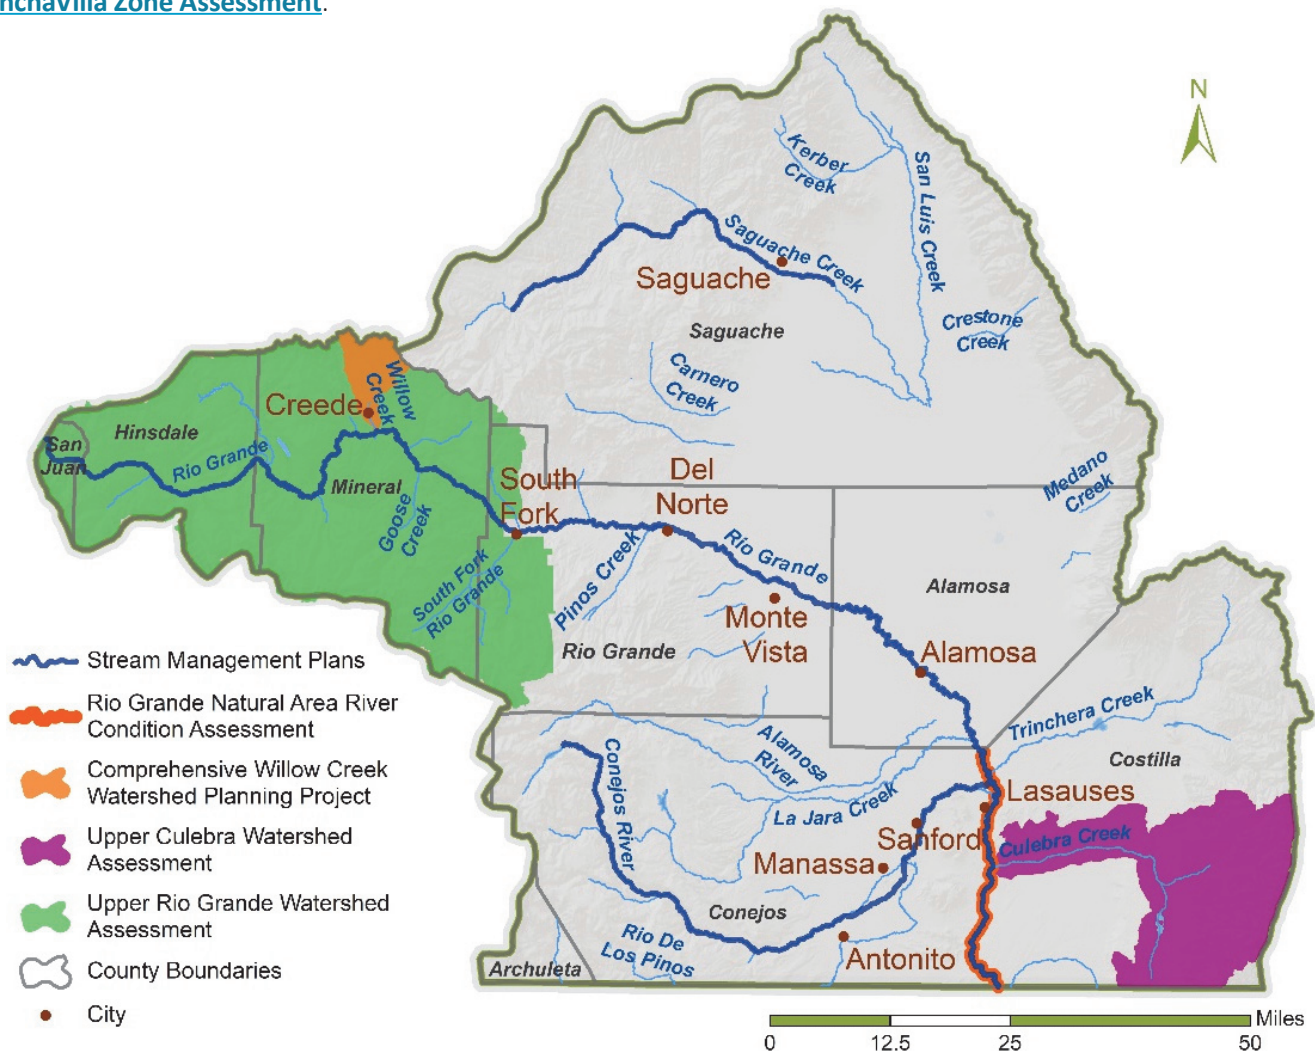 nchaVilla Zone Assessment.
N
Kerber
Creek
San Luis Creek
Saguache Creek
Saguache
Saguache
Crestone
Creek
Carnero
Creek
Willow
Creek
Creede
San
Juan
Hinsdale
Rio Grande
Mineral
Goose
Creek
South
Fork
Del
Norte
Medano
Creek
South Fork
Rio Grande
Pinos Creek
Rio Grande
Monte
Vista
Rio Grande
Alamosa
Alamosa
Trinchera Creek
Costilla
Alamosa
River
Conejos River
La Jara Creek
Lasauses
Sanford
Culebra Creek
Manassa
Conejos
Rio De
Los Pinos
Antonito
Archuleta
Stream Management Plans
Rio Grande Natural Area River
Condition Assessment
Comprehensive Willow Creek
Watershed Planning Project
Upper Culebra Watershed
Assessment
Upper Rio Grande Watershed
Assessment
County Boundaries
City
Miles
0 12.5 25 50